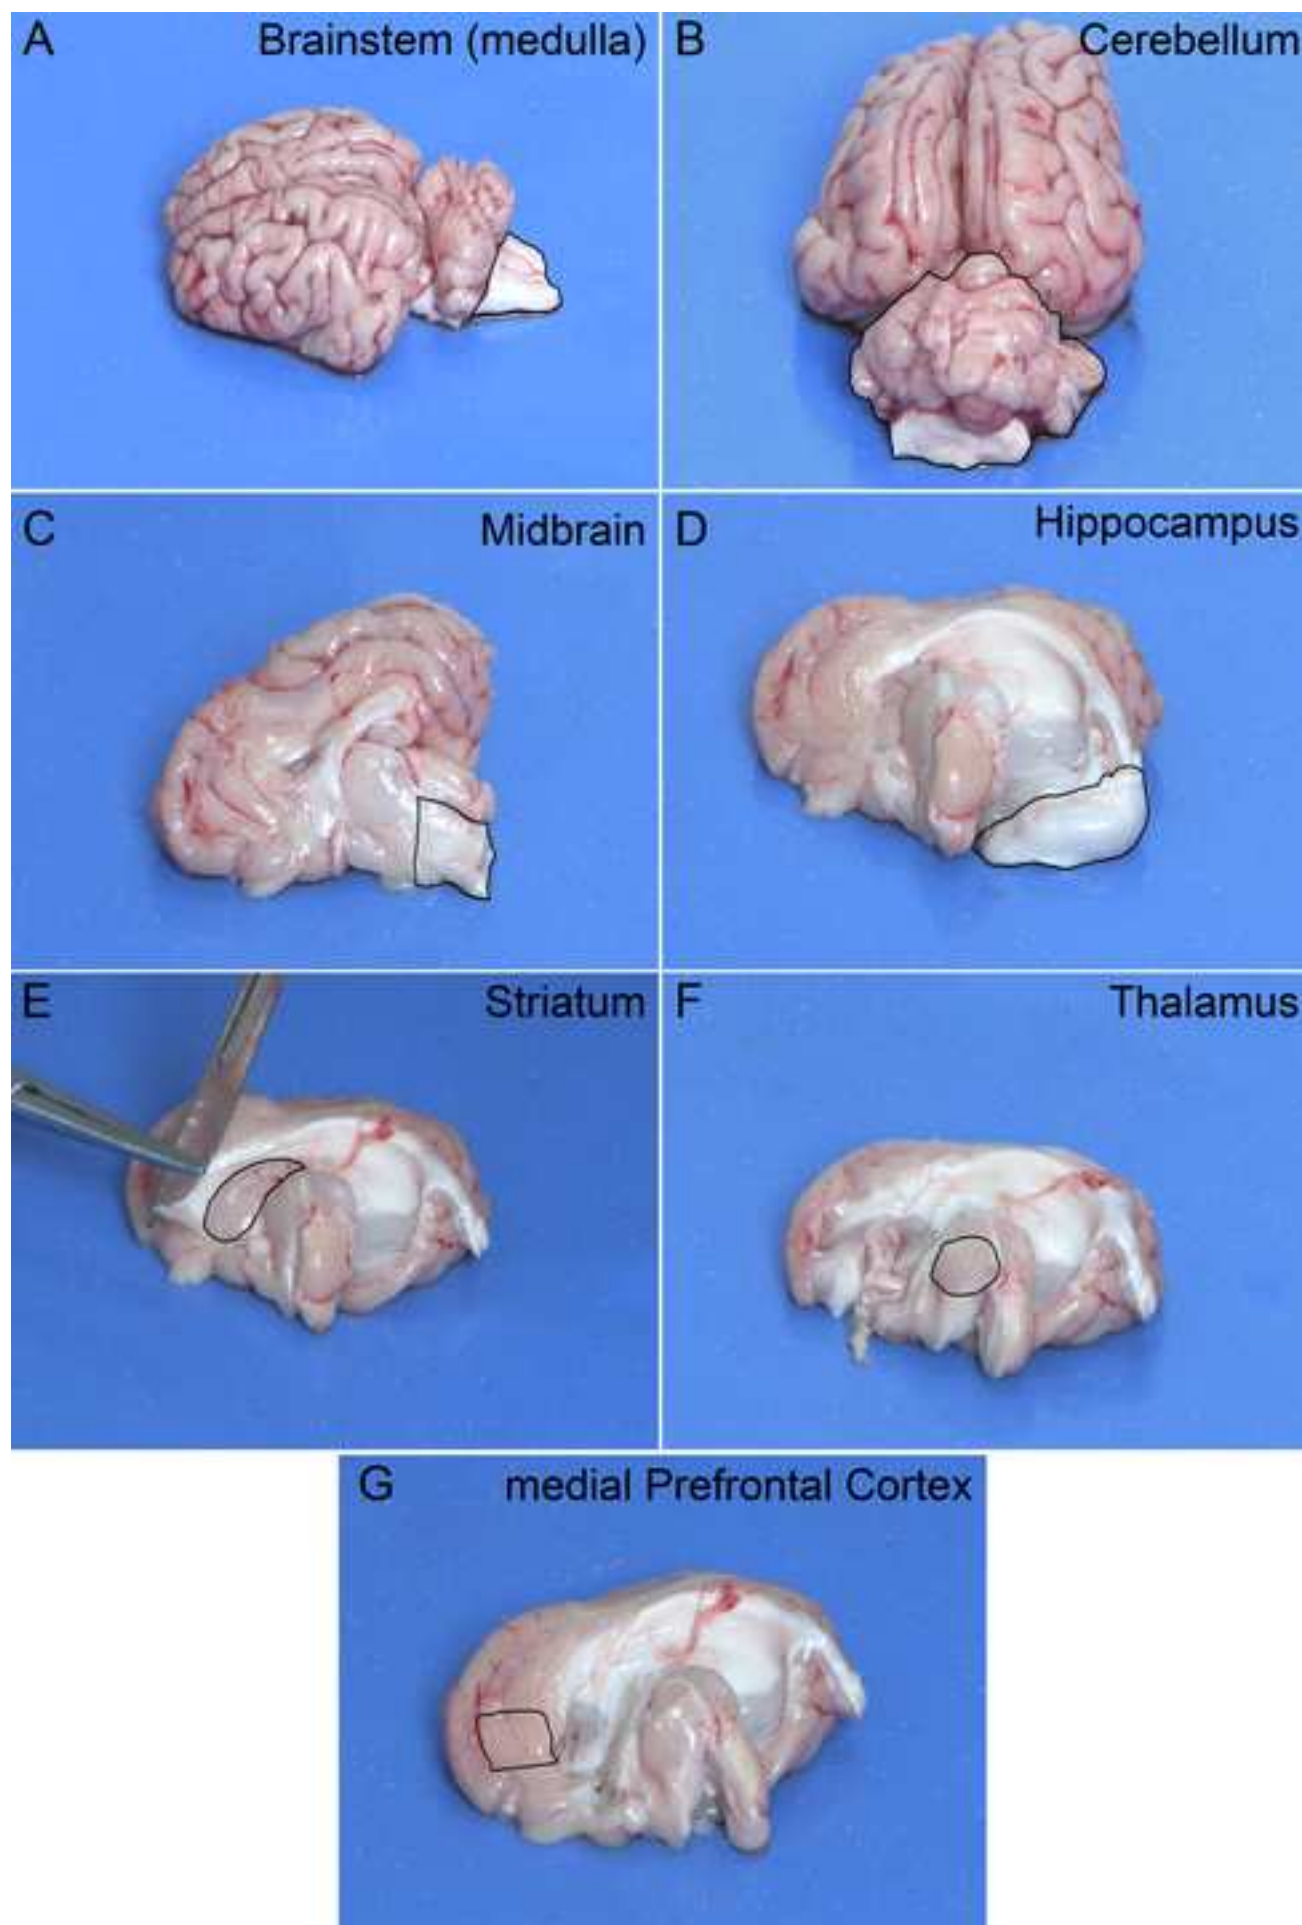 A
Brainstem (medulla)
B
Cerebellum
C
Midbrain
D
Hippocampus
E
Striatum
F
Thalamus
G
medial Prefrontal Cortex